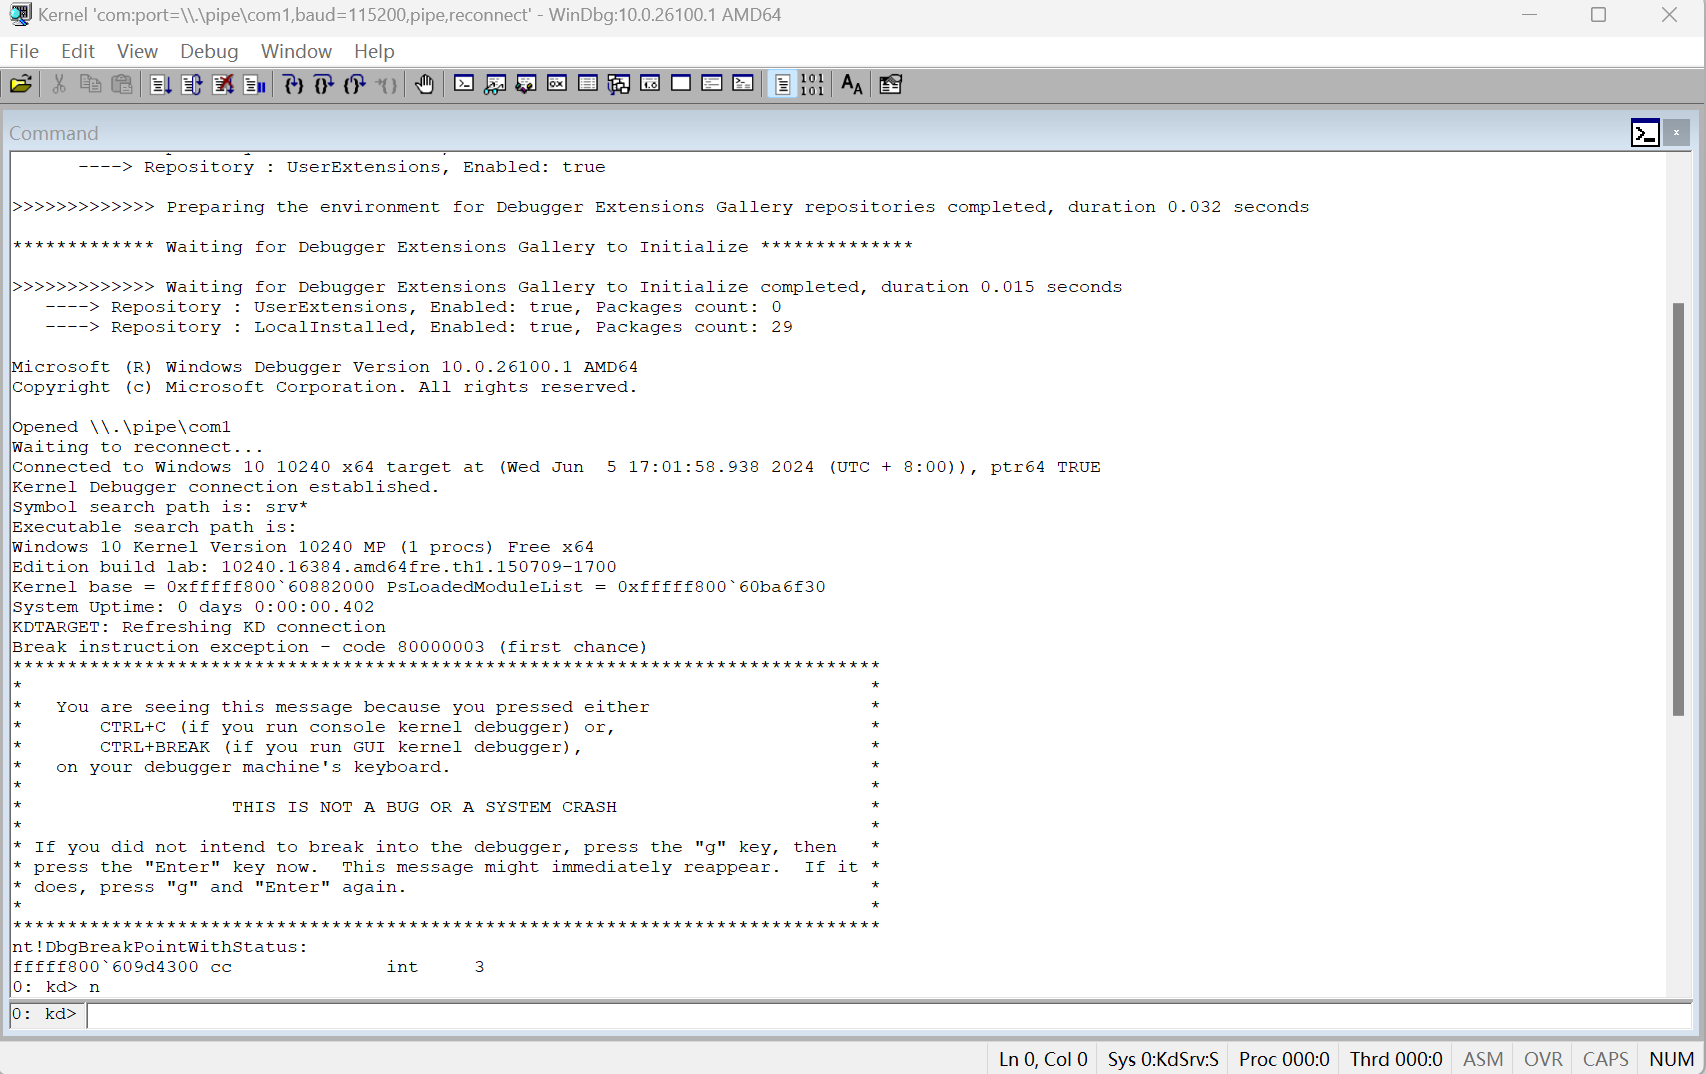 Kernel 'com:port=\\.\pipe\com1,baud=115200,pipe,reconnect' - WinDbg:10.0.26100.1 AMD64
File Edit View Debug Window Help
Command
----> Repository : UserExtensions, Enabled: true
>>>>>>>>>>>>> Preparing the environment for Debugger Extensions Gallery repositories completed, duration 0.032 seconds
************* Waiting for Debugger Extensions Gallery to Initialize **************
>>>>>>>>>>>>> Waiting for Debugger Extensions Gallery to Initialize completed, duration 0.015 seconds
----> Repository : UserExtensions, Enabled: true, Packages count: 0
----> Repository : LocalInstalled, Enabled: true, Packages count: 29
Microsoft (R) Windows Debugger Version 10.0.26100.1 AMD64
Copyright (c) Microsoft Corporation. All rights reserved.
Opened \\.\pipe\com1
Waiting to reconnect...
Connected to Windows 10 10240 x64 target at (Wed Jun  5 17:01:58.938 2024 (UTC + 8:00)), ptr64 TRUE
Kernel Debugger connection established.
Symbol search path is: srv*
Executable search path is:
Windows 10 Kernel Version 10240 MP (1 procs) Free x64
Edition build lab: 10240.16384.amd64fre.th1.150709-1700
Kernel base = 0xfffff800`60882000 PsLoadedModuleList = 0xfffff800`60ba6f30
System Uptime: 0 days 0:00:00.402
KDTARGET: Refreshing KD connection
Break instruction exception - code 80000003 (first chance)
*******************************************************************************
*                                                                             *
*   You are seeing this message because you pressed either                    *
*       CTRL+C (if you run console kernel debugger) or,                       *
*       CTRL+BREAK (if you run GUI kernel debugger),                          *
*   on your debugger machine's keyboard.                                      *
*                                                                             *
*                   THIS IS NOT A BUG OR A SYSTEM CRASH                       *
*                                                                             *
* If you did not intend to break into the debugger, press the "g" key, then   *
* press the "Enter" key now.  This message might immediately reappear.  If it *
* does, press "g" and "Enter" again.                                          *
*                                                                             *
*******************************************************************************
nt!DbgBreakPointWithStatus:
fffff800`609d4300 cc              int     3
0: kd> n
0: kd>
Ln 0, Col 0 Sys 0:KdSrv:S Proc 000:0 Thrd 000:0 ASM OVR CAPS NUM